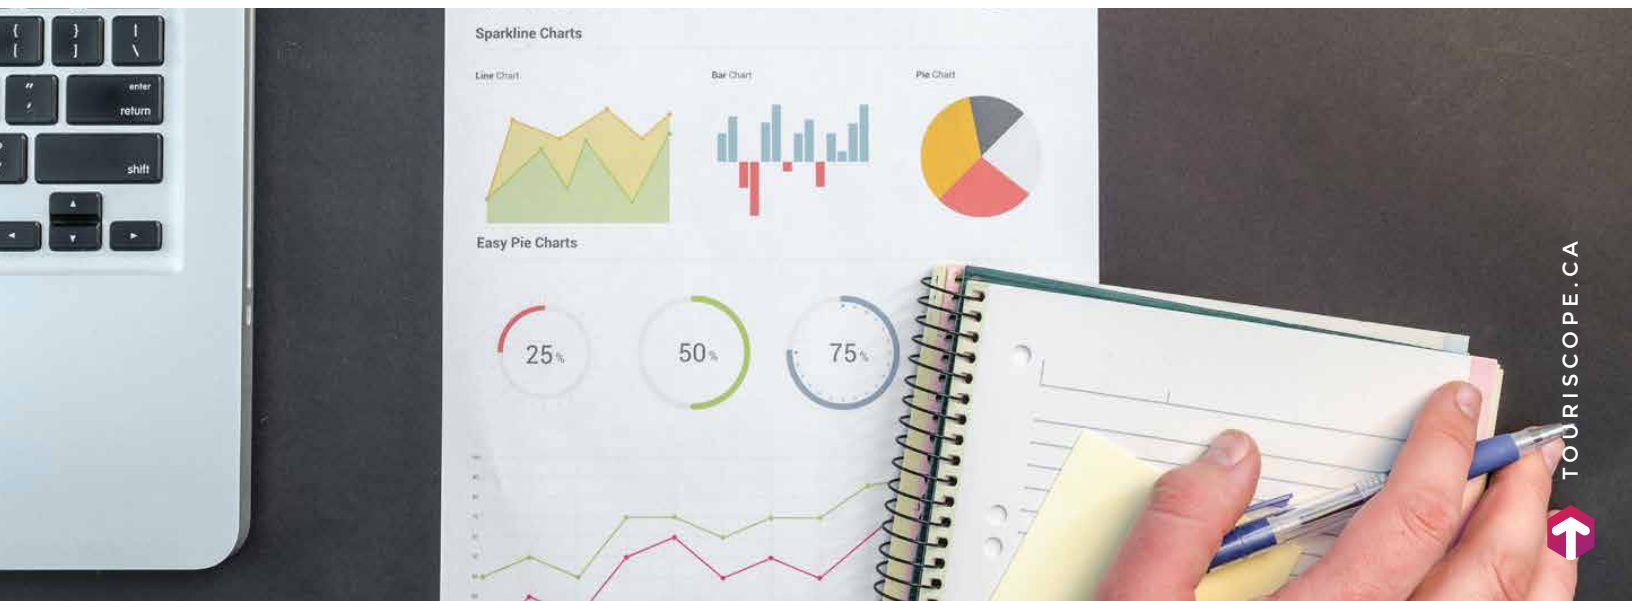 Sparkline Charts
Line Chart
Bar Chart
Pie Chart
Easy Pie Charts
25%
50%
75%
{
[
}
]
|
\
"
'
enter
return
shift
TOURISCOPE.CA